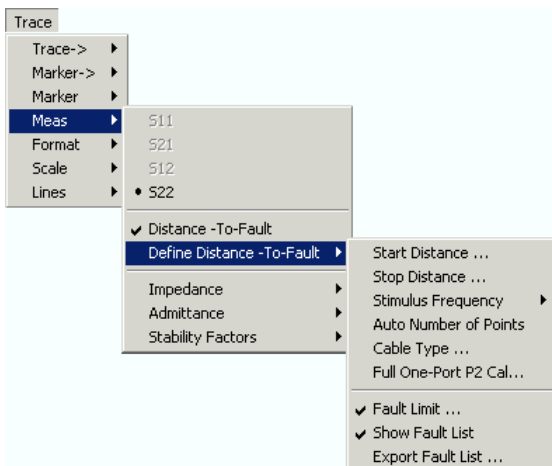 Trace
Trace->
Marker->
Marker
Meas
Format
Scale
Lines
S11
S21
S12
S22
Distance -To-Fault
Define Distance -To-Fault
Impedance
Admittance
Stability Factors
Start Distance ...
Stop Distance ...
Stimulus Frequency
Auto Number of Points
Cable Type ...
Full One-Port P2 Cal...
Fault Limit ...
Show Fault List
Export Fault List ...